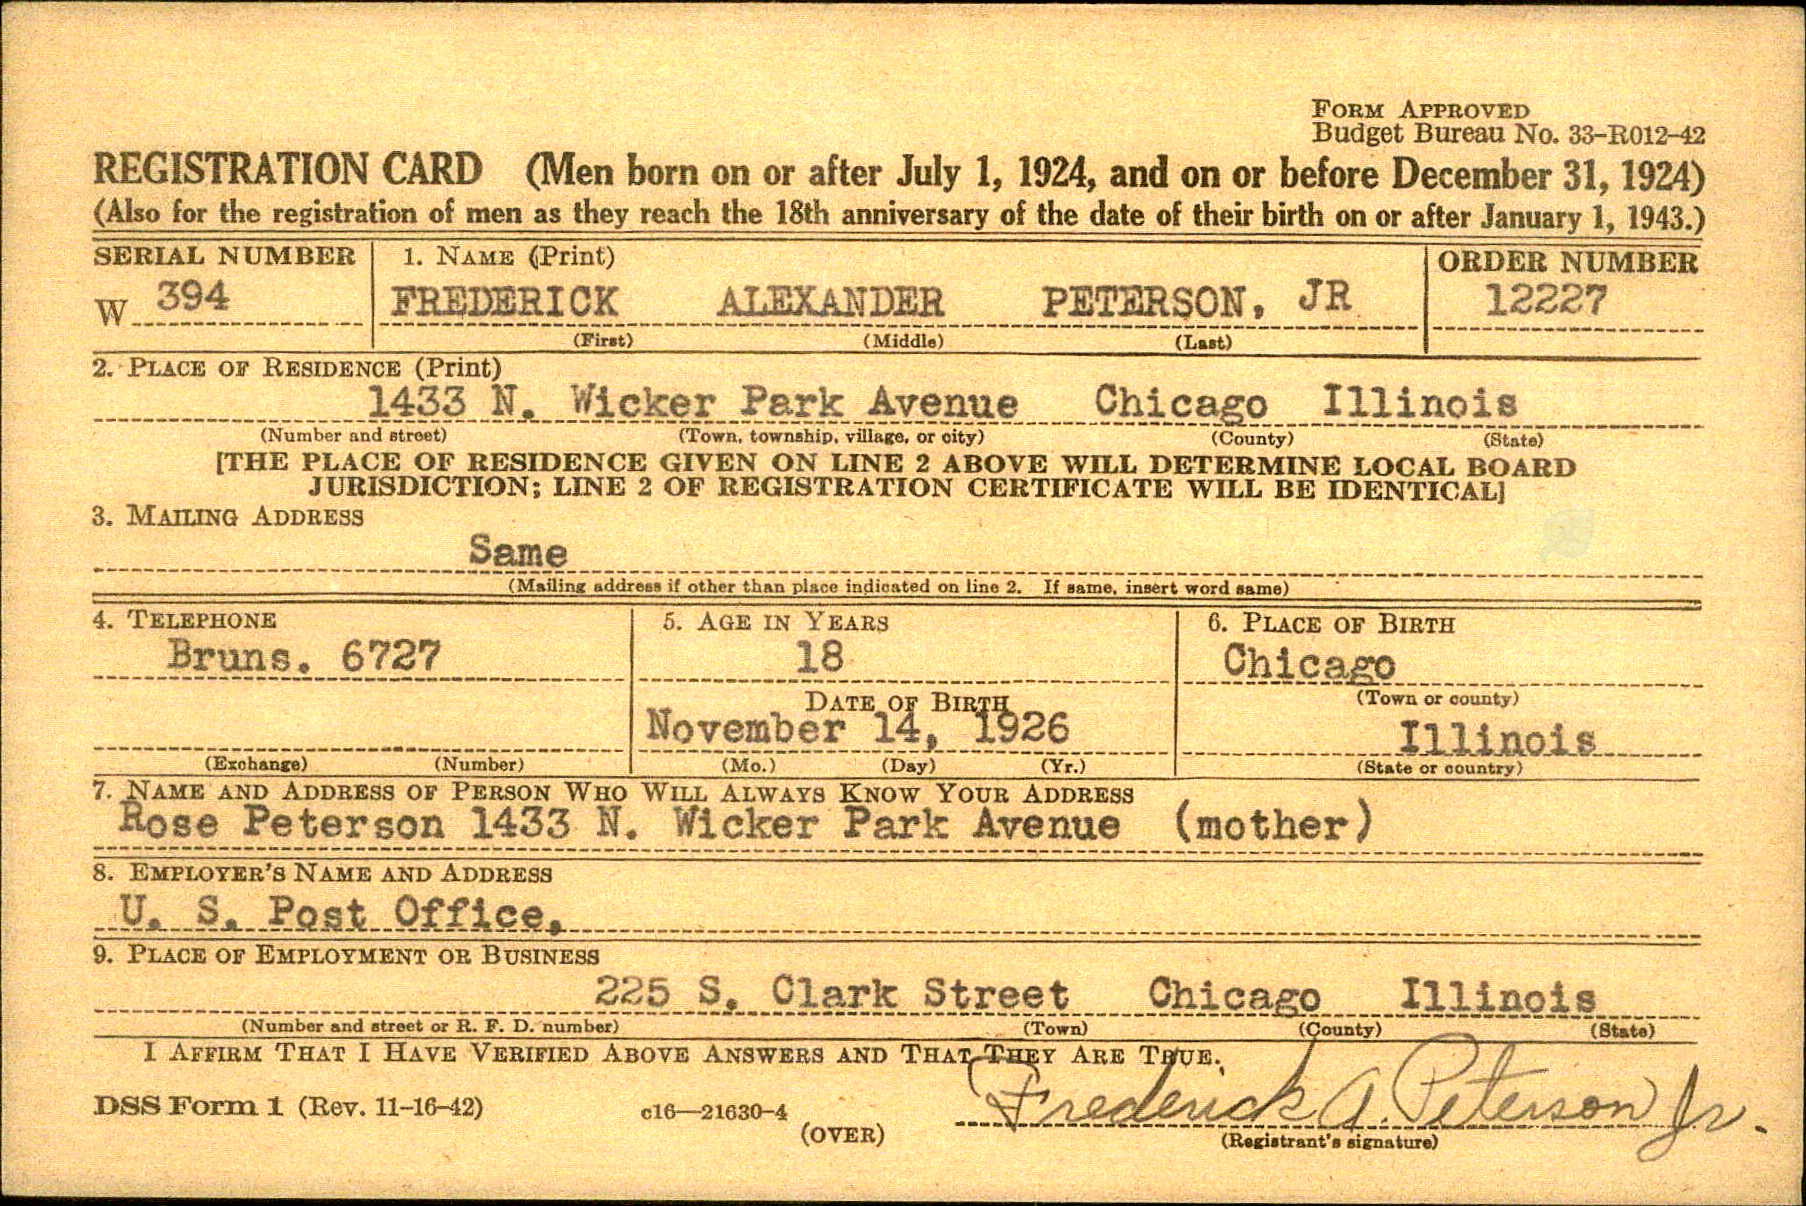 FORM APPROVED
Budget Bureau No. 33-R012-42
REGISTRATION CARD (Men born on or after July 1, 1924, and on or before December 31, 1924)
(Also for the registration of men as they reach the 18th anniversary of the date of their birth on or after January 1, 1943.)
SERIAL NUMBER 1. NAME (Print) ORDER NUMBER
W 394 FREDERICK ALEXANDER PETERSON, JR 12227
(First) (Middle) (Last)
2. PLACE OF RESIDENCE (Print)
1433 N. Wicker Park Avenue Chicago Illinois
(Number and street) (Town, township, village, or city) (County) (State)
[THE PLACE OF RESIDENCE GIVEN ON LINE 2 ABOVE WILL DETERMINE LOCAL BOARD
JURISDICTION; LINE 2 OF REGISTRATION CERTIFICATE WILL BE IDENTICAL]
3. MAILING ADDRESS
Same
(Mailing address if other than place indicated on line 2. If same, insert word same)
4. TELEPHONE 5. AGE IN YEARS 6. PLACE OF BIRTH
Bruns. 6727 18 Chicago
DATE OF BIRTH (Town or county)
November 14, 1926 Illinois
(Exchange) (Number) (Mo.) (Day) (Yr.) (State or country)
7. NAME AND ADDRESS OF PERSON WHO WILL ALWAYS KNOW YOUR ADDRESS
Rose Peterson 1433 N. Wicker Park Avenue (mother)
8. EMPLOYER'S NAME AND ADDRESS
U. S. Post Office,
9. PLACE OF EMPLOYMENT OR BUSINESS
225 S. Clark Street Chicago Illinois
(Number and street or R. F. D. number) (Town) (County) (State)
I AFFIRM THAT I HAVE VERIFIED ABOVE ANSWERS AND THAT THEY ARE TRUE.
DSS Form 1 (Rev. 11-16-42) c16—21630-4 Frederick A. Peterson Jr.
(OVER) (Registrant's signature)